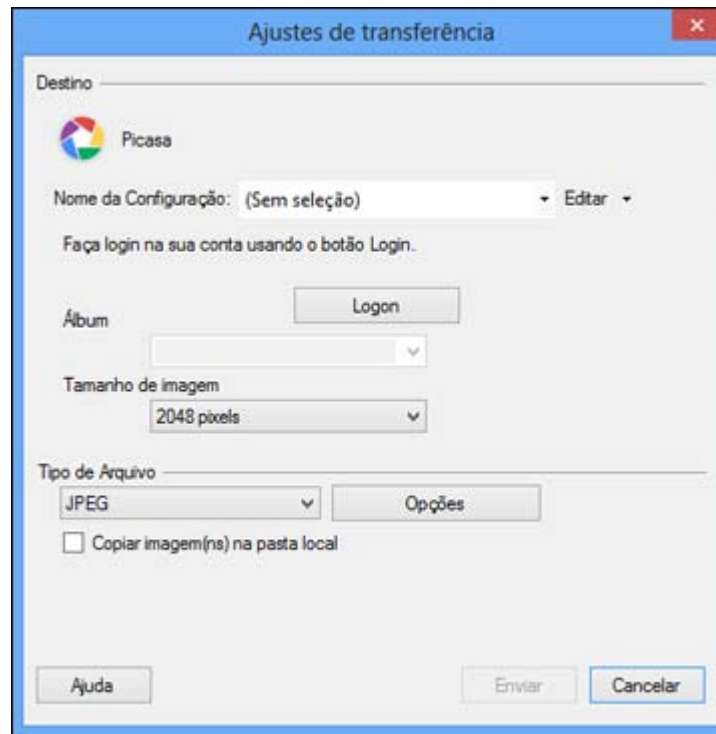 Ajustes de transferência
Destino
Picasa
Nome da Configuração: (Sem seleção) Editar
Faça login na sua conta usando o botão Login.
Logon
Álbum
Tamanho de imagem
2048 pixels
Tipo de Arquivo
JPEG Opções
Copiar imagem(ns) na pasta local
Ajuda Enviar Cancelar